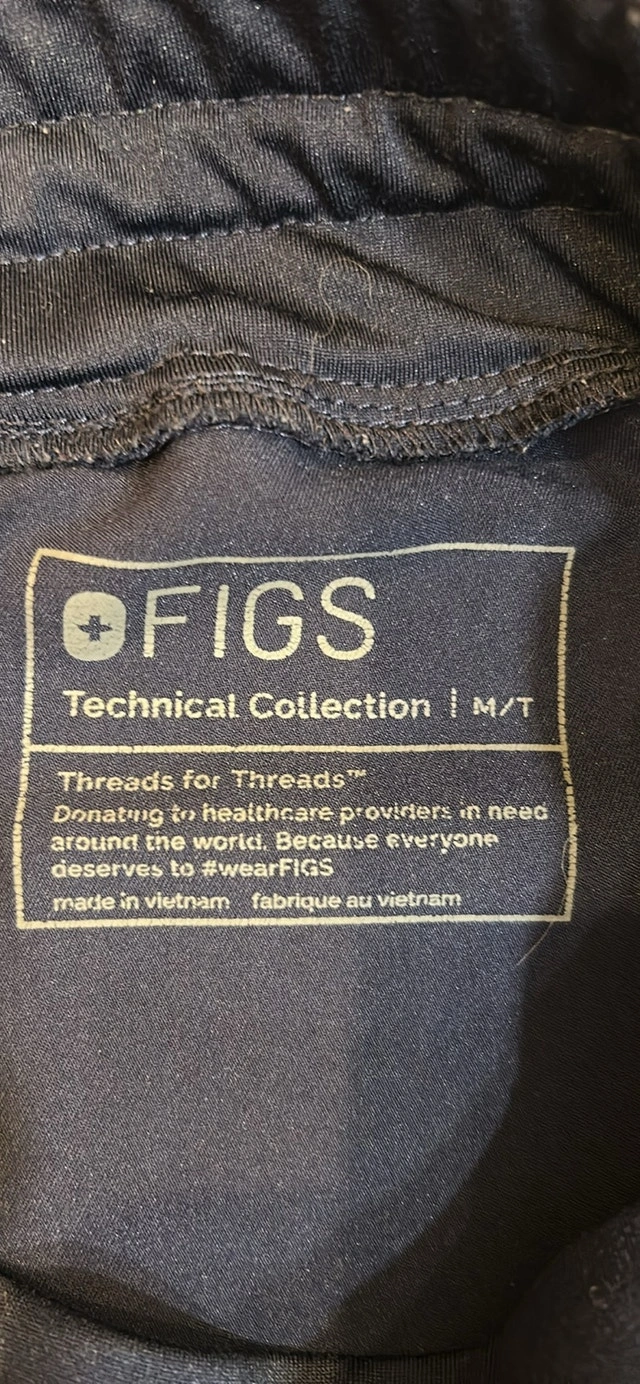 FIGS
Technical Collection | M/T
Threads for Threads™
Donating to healthcare providers in need
around the world. Because everyone
deserves to #wearFIGS
made in vietnam fabrique au vietnam